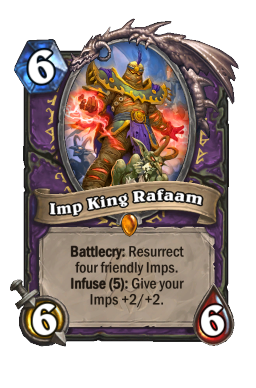 6
Imp King Rafaam
Battlecry: Resurrect
four friendly Imps.
Infuse (5): Give your
Imps +2/+2.
6
6